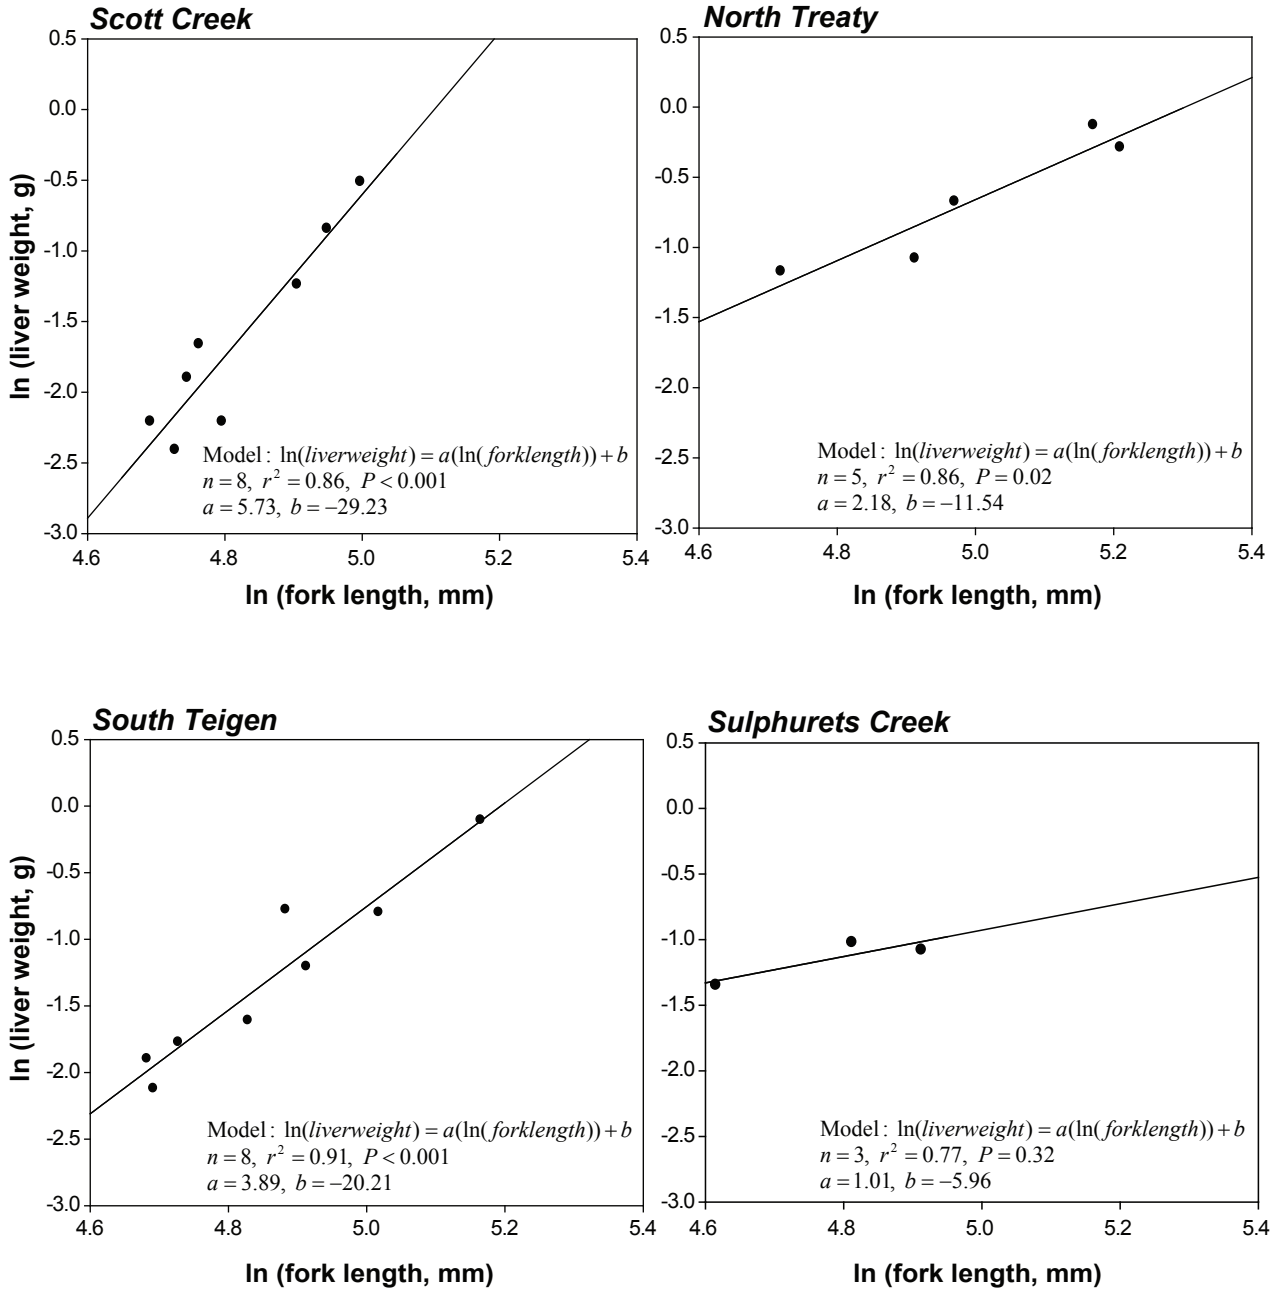 Scott Creek
0.5
0.0
-0.5
-1.0
-1.5
-2.0
-2.5
-3.0
ln (liver weight, g)
Model: ln(liverweight) = a(ln(forklength)) + b
n = 8, r² = 0.86, P < 0.001
a = 5.73, b = −29.23
4.6 4.8 5.0 5.2 5.4
ln (fork length, mm)
North Treaty
0.5
0.0
-0.5
-1.0
-1.5
-2.0
-2.5
-3.0
Model: ln(liverweight) = a(ln(forklength)) + b
n = 5, r² = 0.86, P = 0.02
a = 2.18, b = −11.54
4.6 4.8 5.0 5.2 5.4
ln (fork length, mm)
South Teigen
0.5
0.0
-0.5
-1.0
-1.5
-2.0
-2.5
-3.0
ln (liver weight, g)
Model: ln(liverweight) = a(ln(forklength)) + b
n = 8, r² = 0.91, P < 0.001
a = 3.89, b = −20.21
4.6 4.8 5.0 5.2 5.4
ln (fork length, mm)
Sulphurets Creek
0.5
0.0
-0.5
-1.0
-1.5
-2.0
-2.5
-3.0
Model: ln(liverweight) = a(ln(forklength)) + b
n = 3, r² = 0.77, P = 0.32
a = 1.01, b = −5.96
4.6 4.8 5.0 5.2 5.4
ln (fork length, mm)